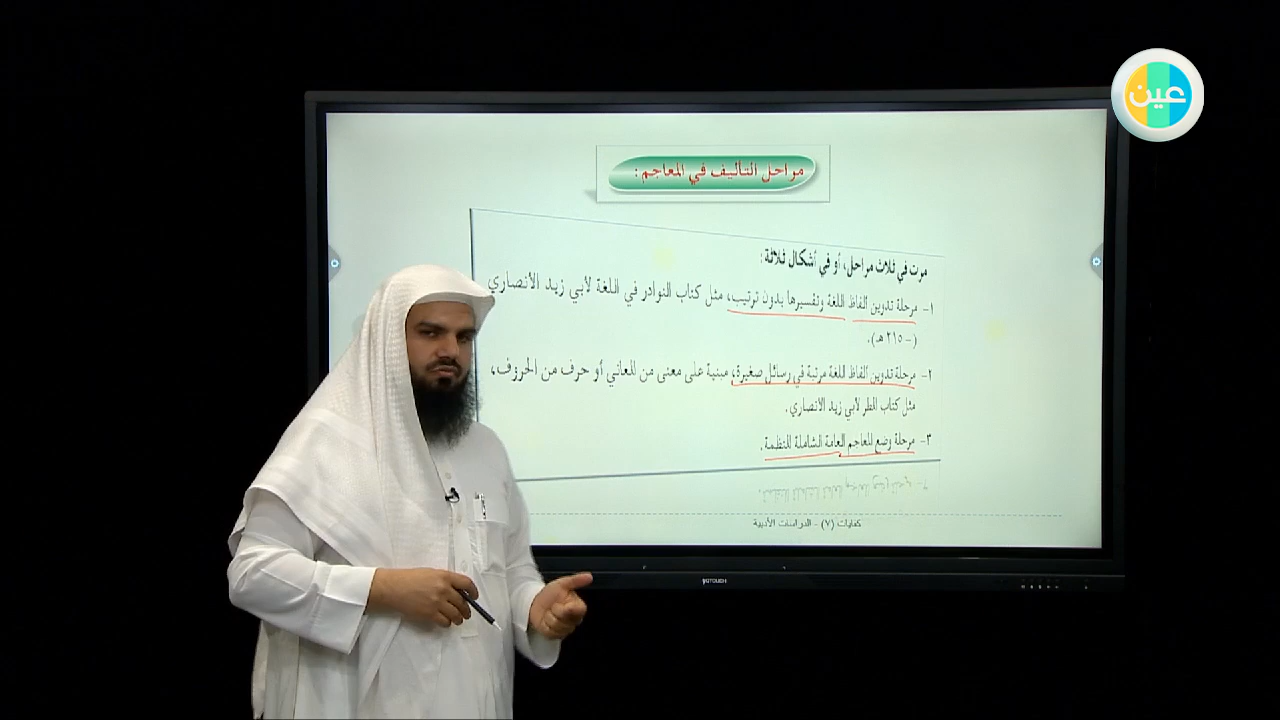 عين
مراحل التأليف في المعاجم :
مرت في ثلاث مراحل، أو في أشكال ثلاثة :
١- مرحلة تدوين ألفاظ اللغة وتفسيرها بدون ترتيب، مثل كتاب النوادر في اللغة لأبي زيد الأنصاري
(-٢١٥ هـ).
٢- مرحلة تدوين ألفاظ اللغة مرتبة في رسائل صغيرة، مبنية على معنى من المعاني أو حرف من الحروف،
مثل كتاب المطر لأبي زيد الأنصاري .
٣- مرحلة وضع المعاجم العامة الشاملة المنظمة .
كفايات (٧) - الدراسات الأدبية